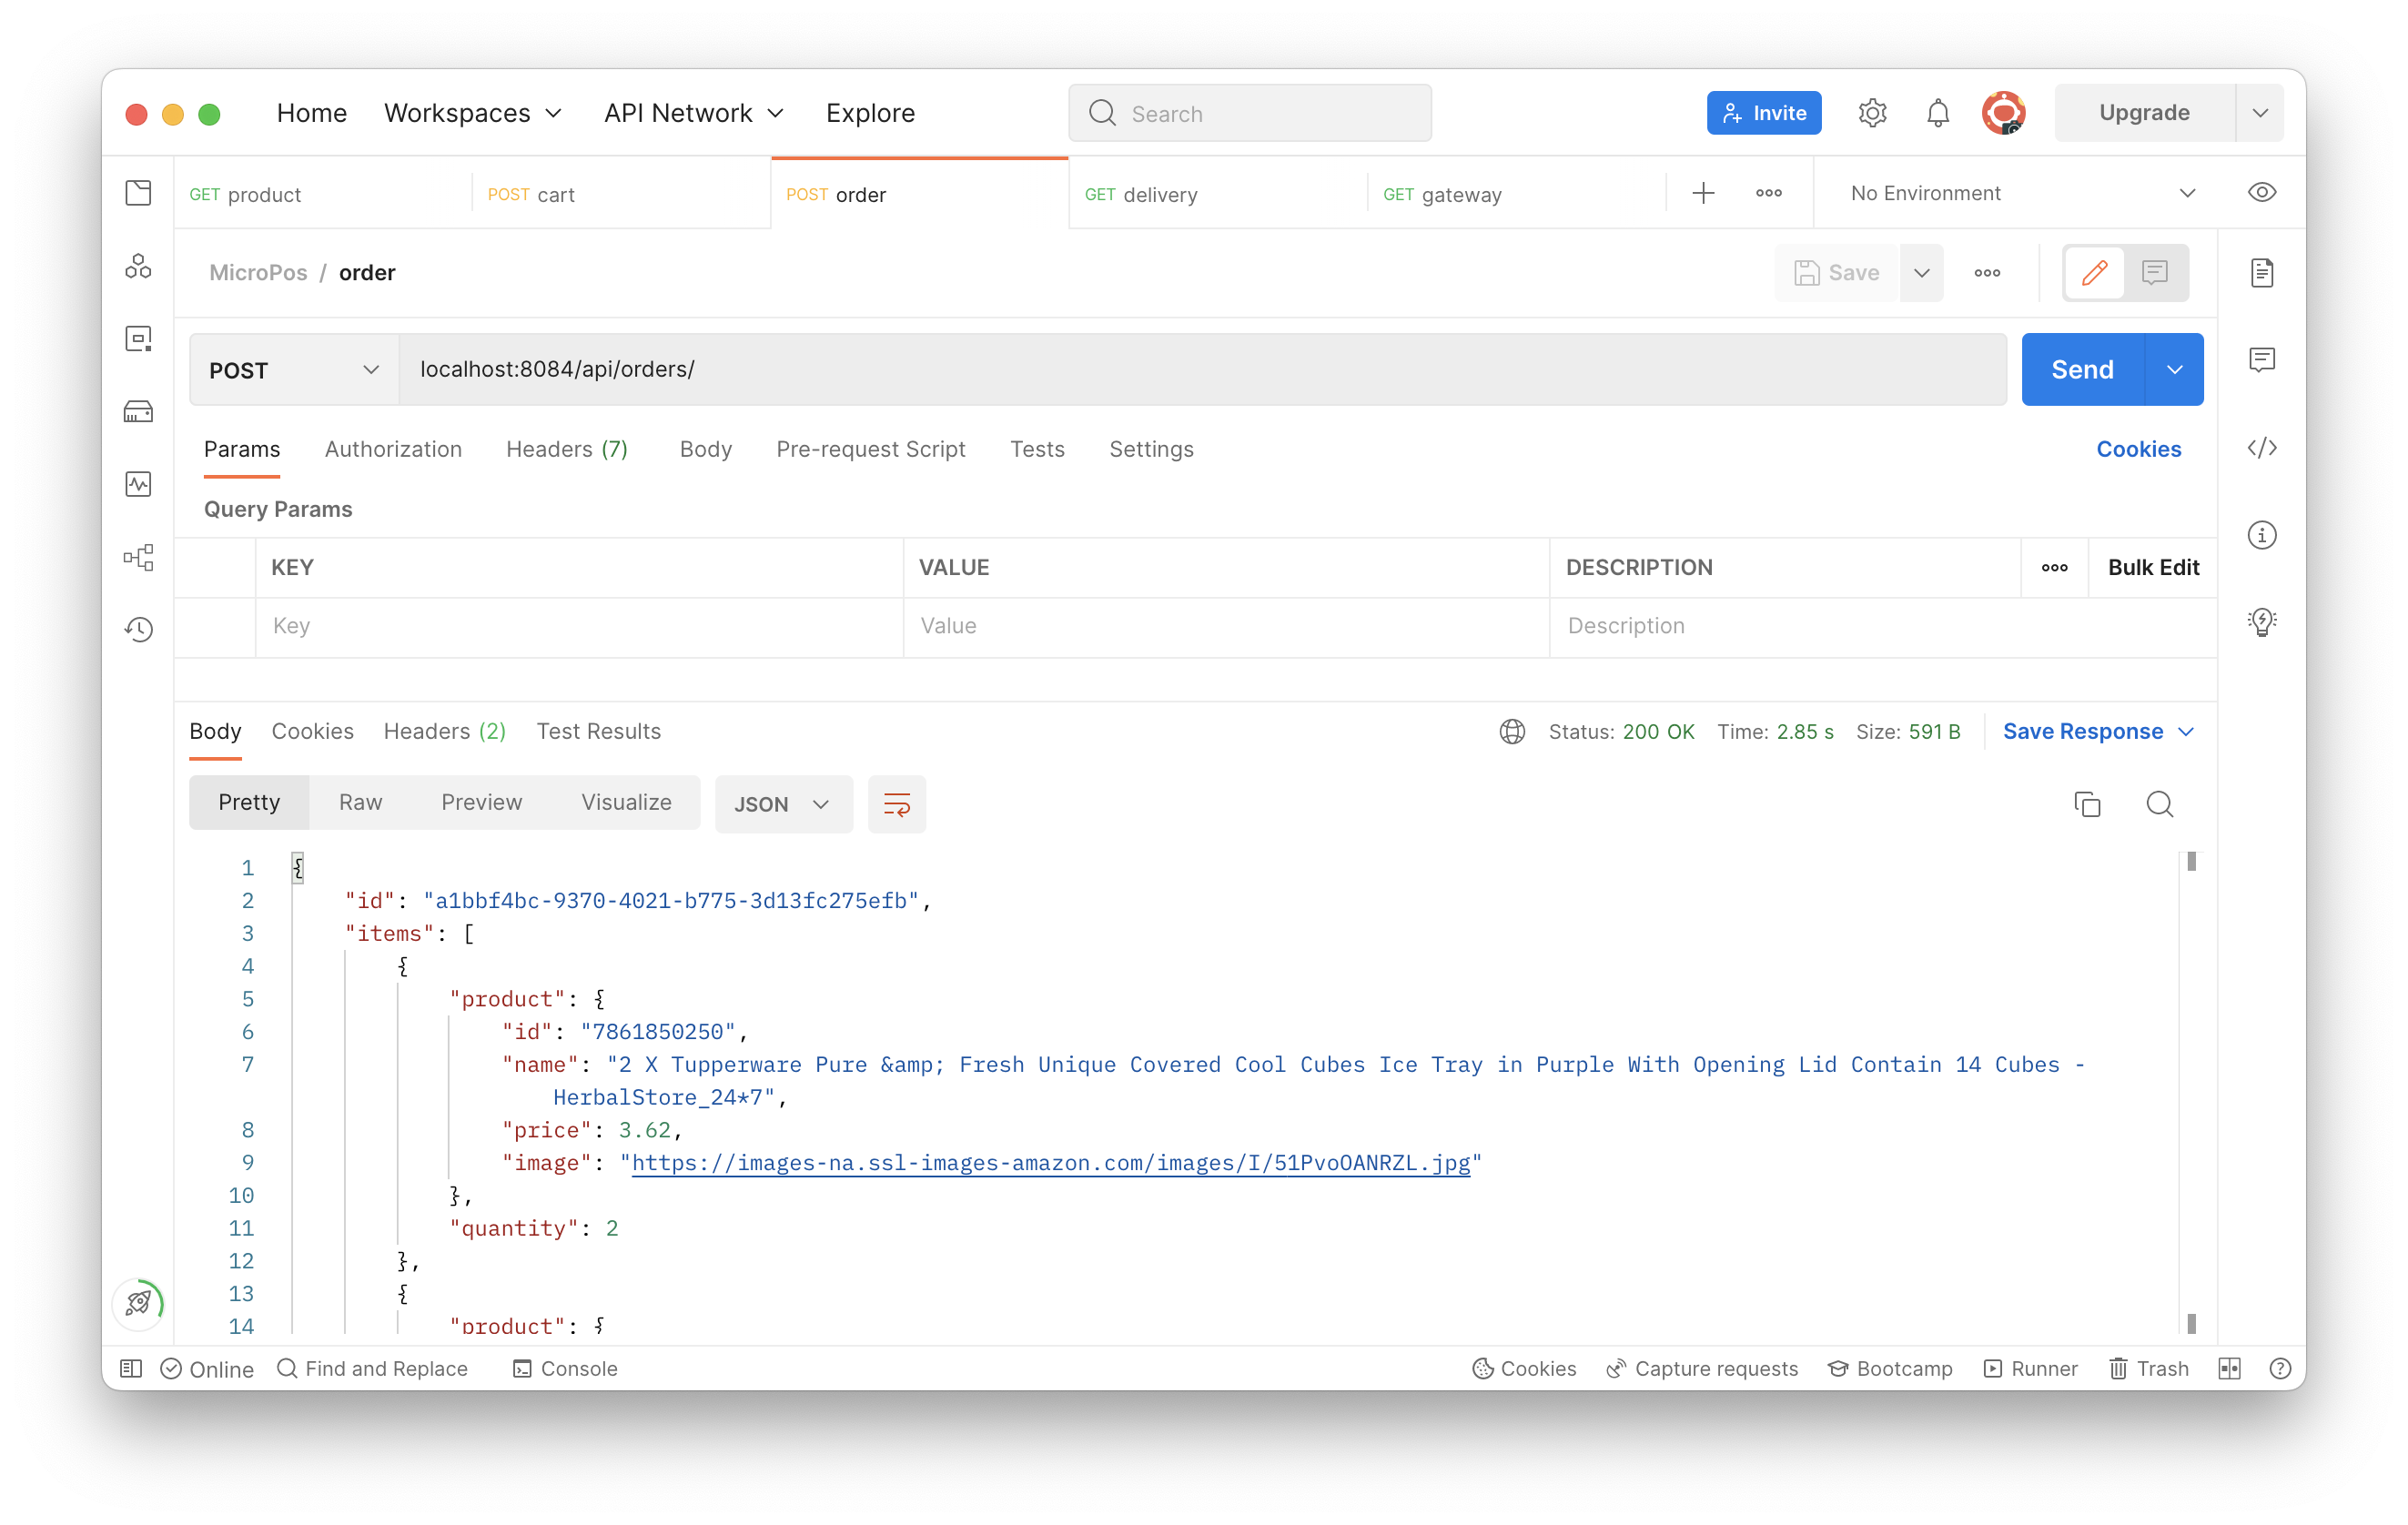 Home Workspaces API Network Explore Search Invite Upgrade
GET product POST cart POST order GET delivery GET gateway No Environment
MicroPos / order Save
POST localhost:8084/api/orders/ Send
Params Authorization Headers (7) Body Pre-request Script Tests Settings Cookies
Query Params
KEY VALUE DESCRIPTION Bulk Edit
Key Value Description
Body Cookies Headers (2) Test Results Status: 200 OK Time: 2.85 s Size: 591 B Save Response
Pretty Raw Preview Visualize JSON
1 {
2 "id": "a1bbf4bc-9370-4021-b775-3d13fc275efb",
3 "items": [
4 {
5 "product": {
6 "id": "7861850250",
7 "name": "2 X Tupperware Pure &amp; Fresh Unique Covered Cool Cubes Ice Tray in Purple With Opening Lid Contain 14 Cubes -
HerbalStore_24*7",
8 "price": 3.62,
9 "image": "https://images-na.ssl-images-amazon.com/images/I/51PvoOANRZL.jpg"
10 },
11 "quantity": 2
12 },
13 {
14 "product": {
Online Find and Replace Console Cookies Capture requests Bootcamp Runner Trash